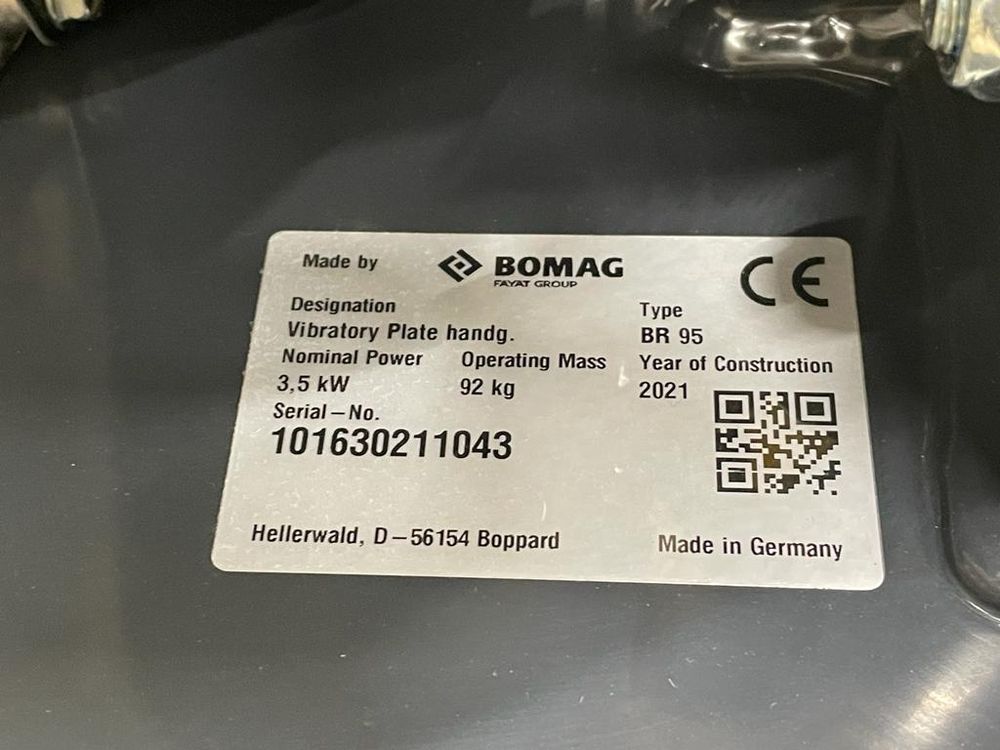 Made by
BOMAG
FAYAT GROUP
CE
Designation
Type
Vibratory Plate handg.
BR 95
Nominal Power Operating Mass Year of Construction
3,5 kW 92 kg 2021
Serial–No.
101630211043
Hellerwald, D–56154 Boppard
Made in Germany